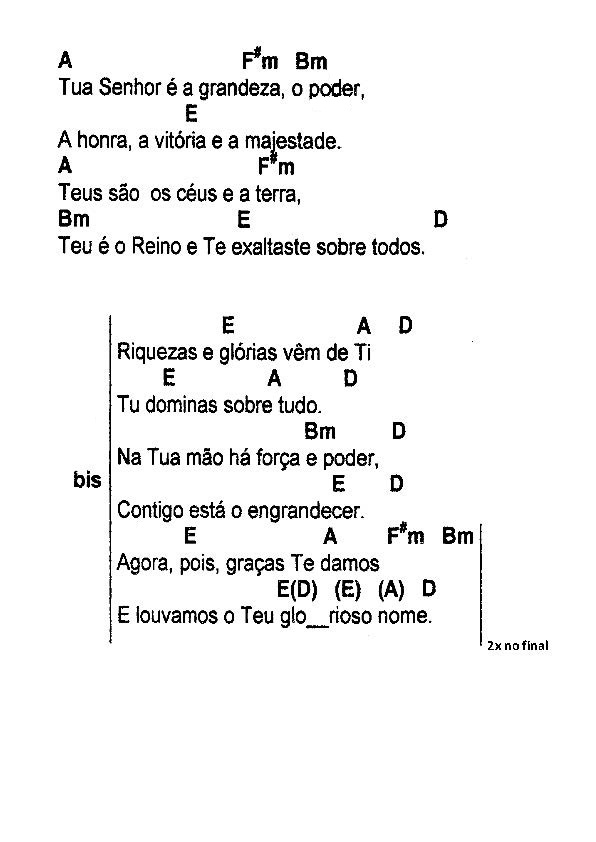 A F#m Bm
Tua Senhor é a grandeza, o poder,
E
A honra, a vitória e a majestade.
A F#m
Teus são os céus e a terra,
Bm E D
Teu é o Reino e Te exaltaste sobre todos.
E A D
Riquezas e glórias vêm de Ti
E A D
Tu dominas sobre tudo.
Bm D
Na Tua mão há força e poder,
bis
E D
Contigo está o engrandecer.
E A F#m Bm
Agora, pois, graças Te damos
E(D) (E) (A) D
E louvamos o Teu glo__rioso nome.
2x no final